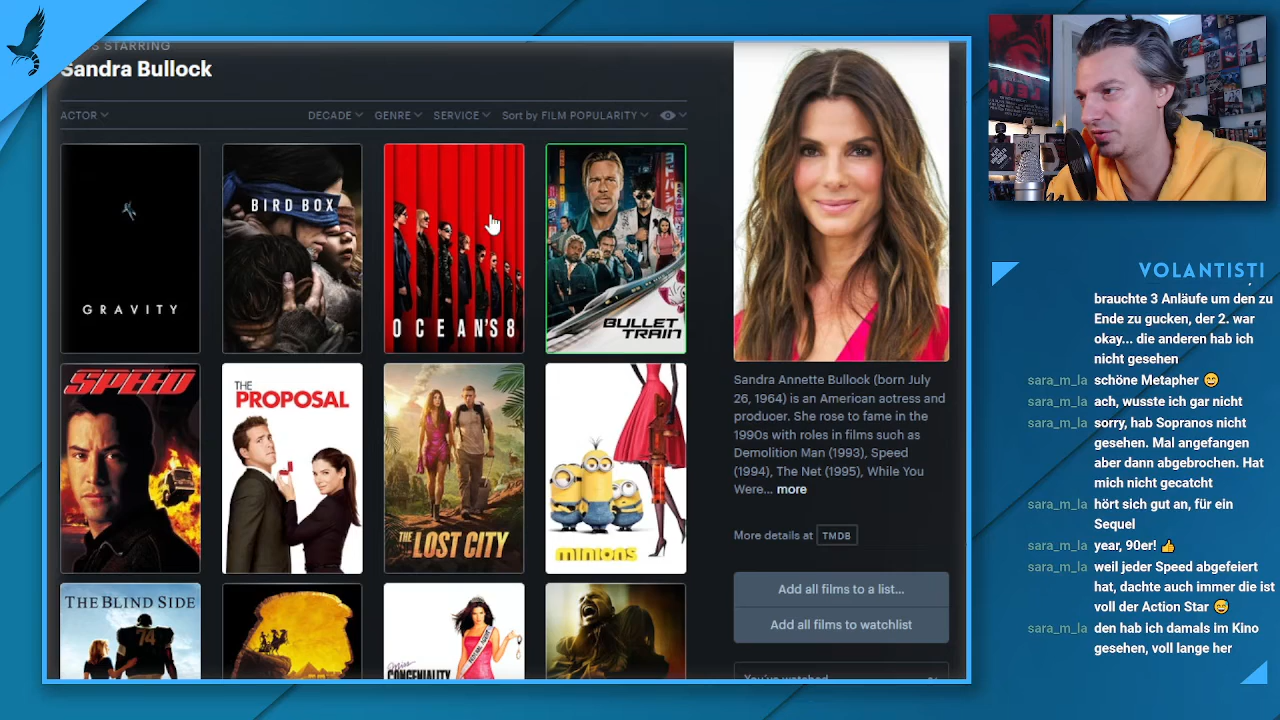 STARRING
Sandra Bullock
ACTOR
DECADE
GENRE
SERVICE
Sort by FILM POPULARITY
GRAVITY
BIRD BOX
OCEAN'S 8
BULLET
TRAIN
SPEED
THE
PROPOSAL
THE LOST CITY
MINIONS
THE BLIND SIDE
74
MISS
CONGENIALITY
Sandra Annette Bullock (born July
26, 1964) is an American actress and
producer. She rose to fame in the
1990s with roles in films such as
Demolition Man (1993), Speed
(1994), The Net (1995), While You
Were... more
More details at TMDB
Add all films to a list...
Add all films to watchlist
You've watched
VOLANTISTI
brauchte 3 Anläufe um den zu
Ende zu gucken, der 2. war
okay... die anderen hab ich
nicht gesehen
sara_m_la schöne Metapher 😄
sara_m_la ach, wusste ich gar nicht
sara_m_la sorry, hab Sopranos nicht
gesehen. Mal angefangen
aber dann abgebrochen. Hat
mich nicht gecatcht
sara_m_la hört sich gut an, für ein
Sequel
sara_m_la year, 90er! 👍
sara_m_la weil jeder Speed abgefeiert
hat, dachte auch immer die ist
voll der Action Star 😅
sara_m_la den hab ich damals im Kino
gesehen, voll lange her